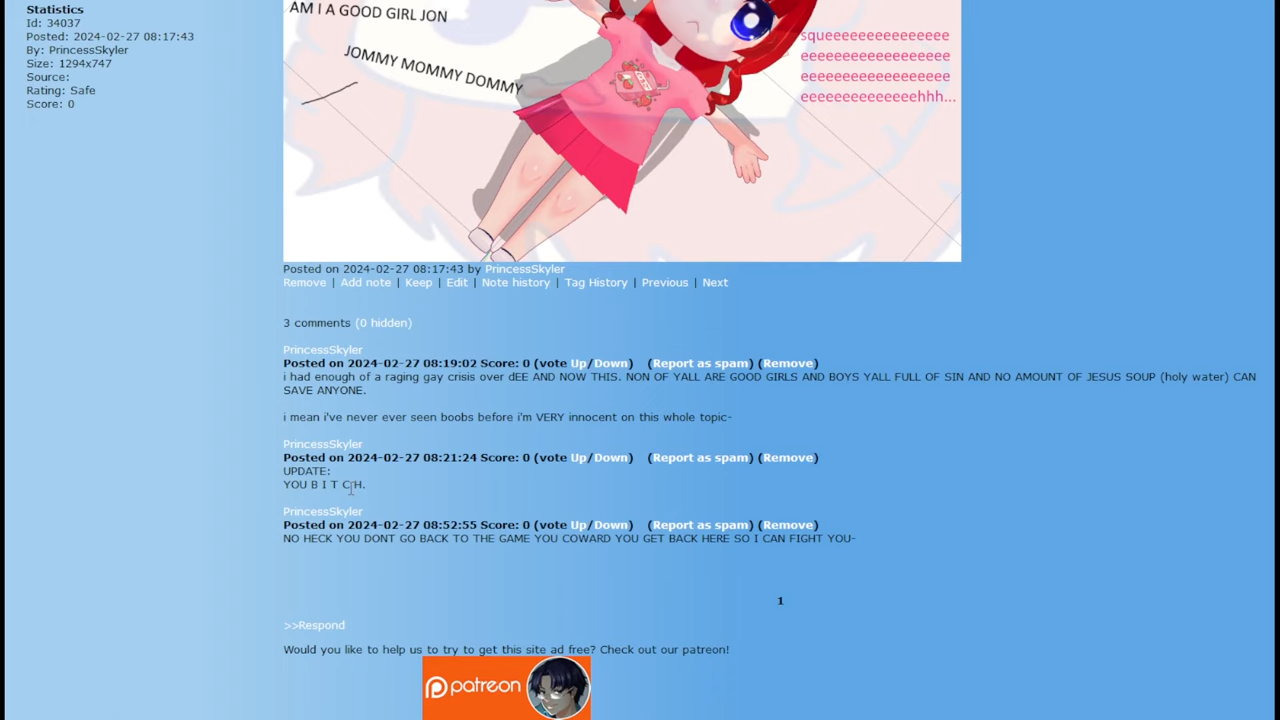 Statistics
Id: 34037
Posted: 2024-02-27 08:17:43
By: PrincessSkyler
Size: 1294x747
Source:
Rating: Safe
Score: 0
AM I A GOOD GIRL JON
JOMMY MOMMY DOMMY
squeeeeeeeeeeeeeee
eeeeeeeeeeeeeeeeee
eeeeeeeeeeeeeeeeee
eeeeeeeeeeeeeehhh...
Posted on 2024-02-27 08:17:43 by PrincessSkyler
Remove | Add note | Keep | Edit | Note history | Tag History | Previous | Next
3 comments (0 hidden)
PrincessSkyler
Posted on 2024-02-27 08:19:02 Score: 0 (vote Up/Down) (Report as spam) (Remove)
i had enough of a raging gay crisis over dEE AND NOW THIS. NON OF YALL ARE GOOD GIRLS AND BOYS YALL FULL OF SIN AND NO AMOUNT OF JESUS SOUP (holy water) CAN
SAVE ANYONE.
i mean i've never ever seen boobs before i'm VERY innocent on this whole topic-
PrincessSkyler
Posted on 2024-02-27 08:21:24 Score: 0 (vote Up/Down) (Report as spam) (Remove)
UPDATE:
YOU B I T C H.
PrincessSkyler
Posted on 2024-02-27 08:52:55 Score: 0 (vote Up/Down) (Report as spam) (Remove)
NO HECK YOU DONT GO BACK TO THE GAME YOU COWARD YOU GET BACK HERE SO I CAN FIGHT YOU-
1
>>Respond
Would you like to help us to try to get this site ad free? Check out our patreon!
patreon